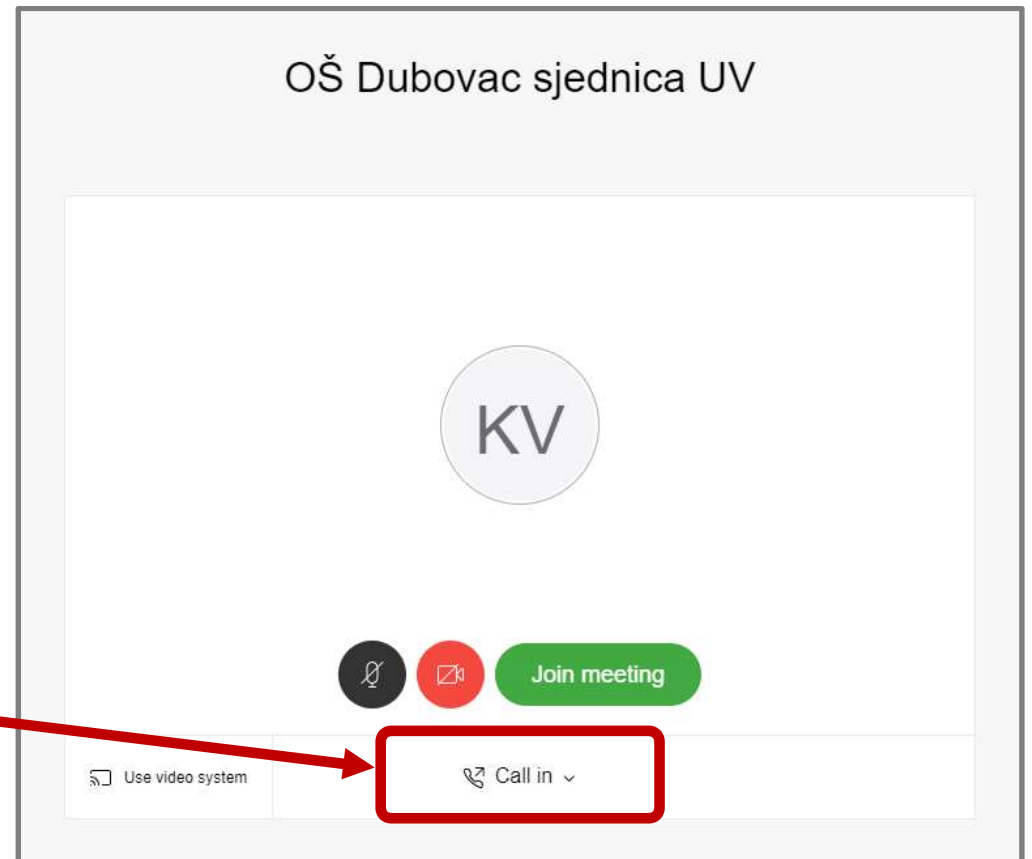 OŠ Dubovac sjednica UV
KV
Join meeting
Use video system
Call in